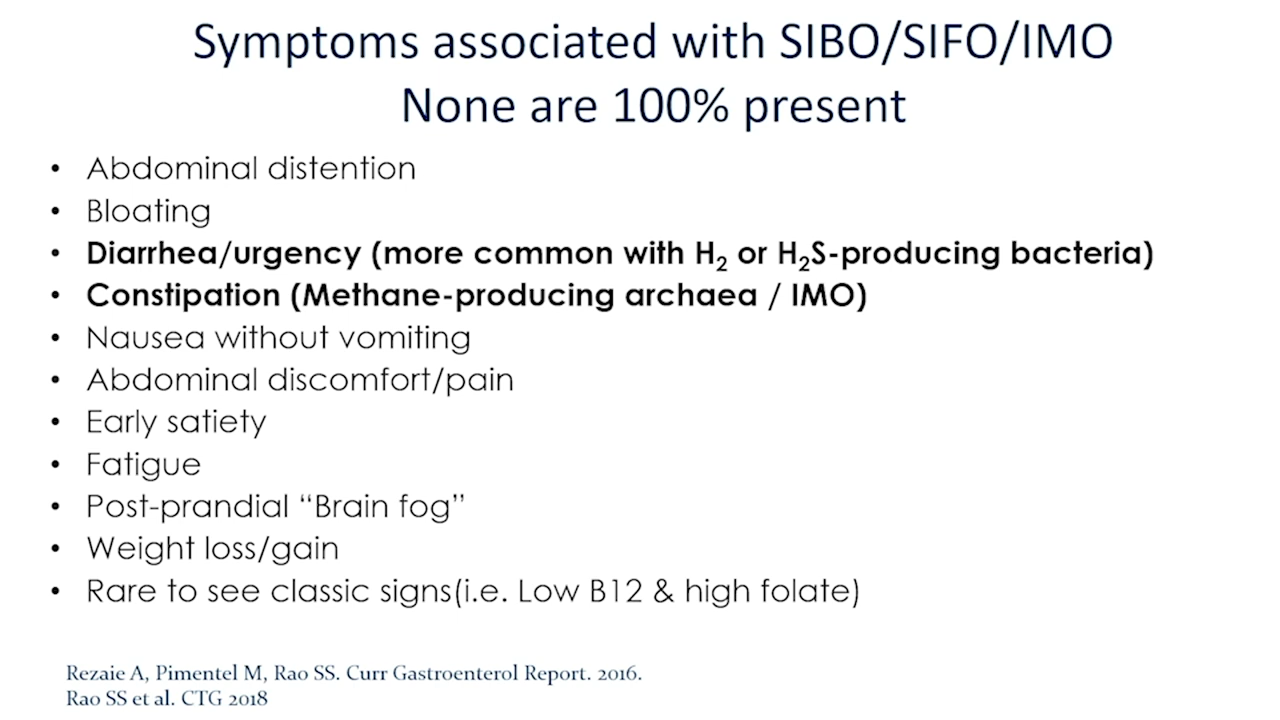 Symptoms associated with SIBO/SIFO/IMO
None are 100% present
• Abdominal distention
• Bloating
• Diarrhea/urgency (more common with H₂ or H₂S-producing bacteria)
• Constipation (Methane-producing archaea / IMO)
• Nausea without vomiting
• Abdominal discomfort/pain
• Early satiety
• Fatigue
• Post-prandial “Brain fog”
• Weight loss/gain
• Rare to see classic signs(i.e. Low B12 & high folate)
Rezaie A, Pimentel M, Rao SS. Curr Gastroenterol Report. 2016.
Rao SS et al. CTG 2018